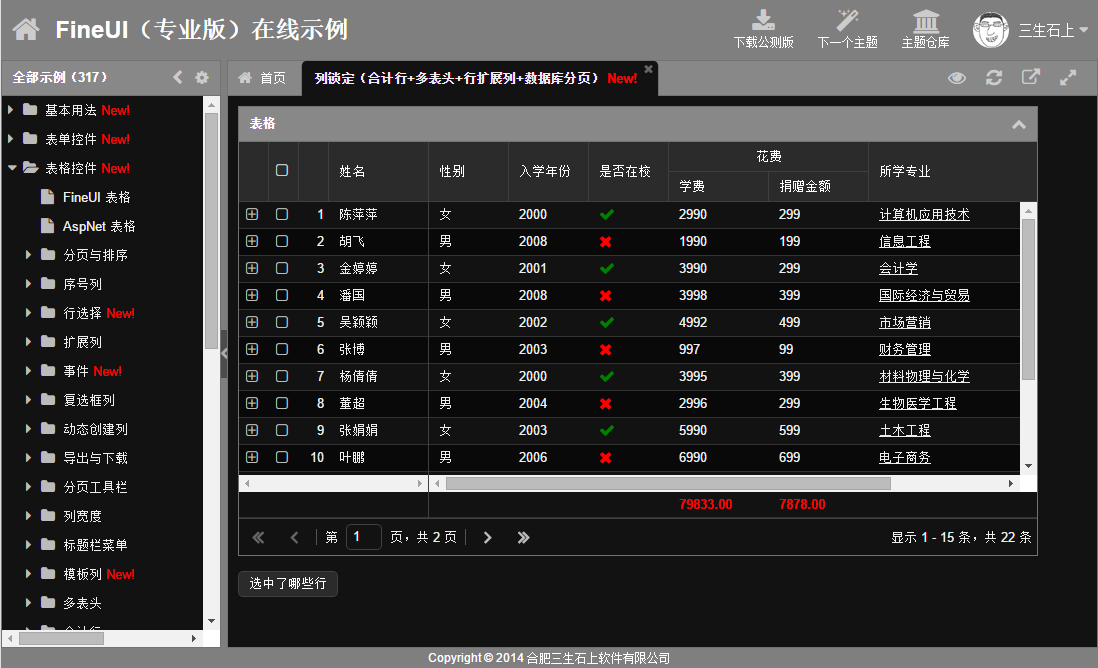 FineUI（专业版）在线示例
下载公测版 下一个主题 主题仓库 三生石上
全部示例（317）
首页 列锁定（合计行+多表头+行扩展列+数据库分页） New!
基本用法 New!
表单控件 New!
表格控件 New!
FineUI 表格
AspNet 表格
分页与排序
序号列
行选择 New!
扩展列
事件 New!
复选框列
动态创建列
导出与下载
分页工具栏
列宽度
标题栏菜单
模板列 New!
多表头
合计行
表格
姓名 性别 入学年份 是否在校 花费 所学专业
学费 捐赠金额
1 陈萍萍 女 2000 2990 299 计算机应用技术
2 胡飞 男 2008 1990 199 信息工程
3 金婷婷 女 2001 3990 299 会计学
4 潘国 男 2008 3998 399 国际经济与贸易
5 吴颖颖 女 2002 4992 499 市场营销
6 张博 男 2003 997 99 财务管理
7 杨倩倩 女 2000 3995 399 材料物理与化学
8 董超 男 2004 2996 299 生物医学工程
9 张娟娟 女 2003 5990 599 土木工程
10 叶鹏 男 2006 6990 699 电子商务
79833.00 7878.00
第 1 页，共 2 页 显示 1 - 15 条，共 22 条
选中了哪些行
Copyright © 2014 合肥三生石上软件有限公司